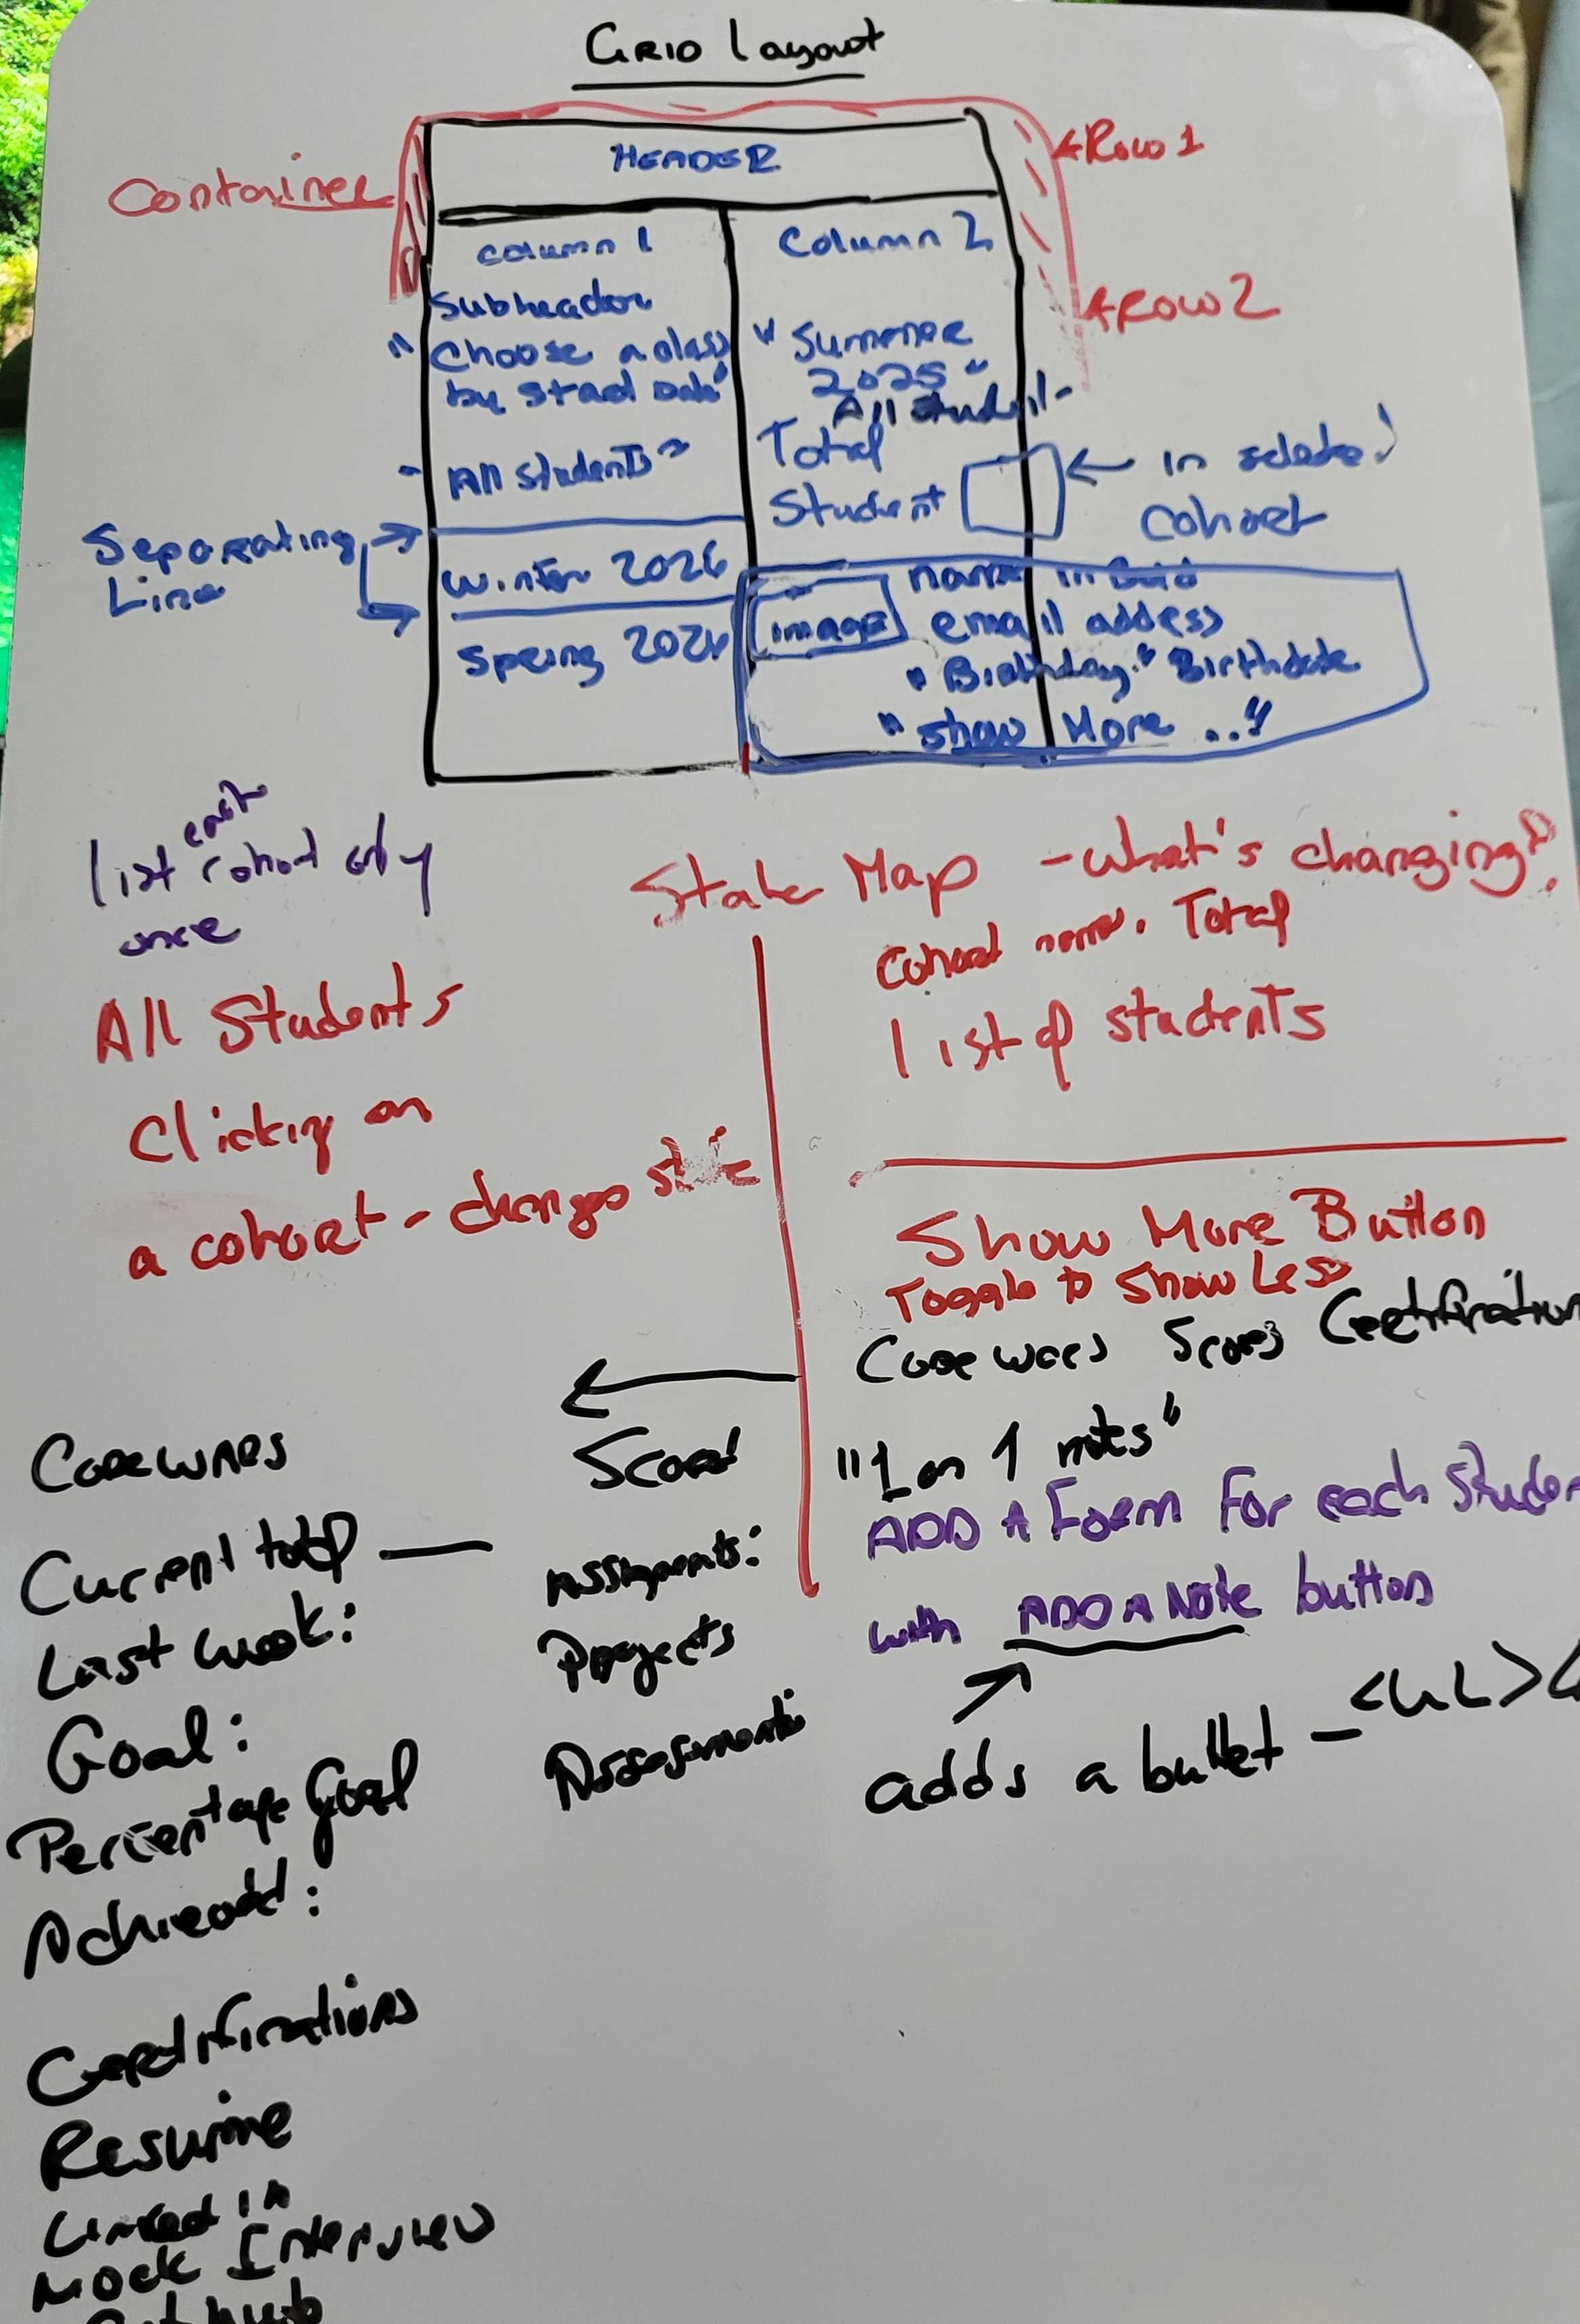 GRID Layout
HEADER
Container
Row 1
Column 1
Column 2
Row 2
Subheader
"Choose a class
by Start Date"
"Summer
2025"
All student
- All Students"
Total
Student
in selected
Cohort
Separating
Line
Winter 2026
Spring 2026
image
name in Bold
email address
"Birthday:" Birthdate
"Show More ..."
list each cohort only
once
State Map - what's changing?
Cohort name. Total
list of students
All Students
Clicking on
a cohort - changes state
Show More Button
Toggle to Show Less
Codewars Scores Certification
"1 on 1 notes"
ADD A Form For each Studen
with ADD A Note button
adds a bullet - <UL><
Codewars
Current total —
Last week:
Goal:
Percentage Goal
Achieved:
Scores
Assignments:
Projects
Assessments
Certifications
Resume
Linked in
Mock Interview
Github